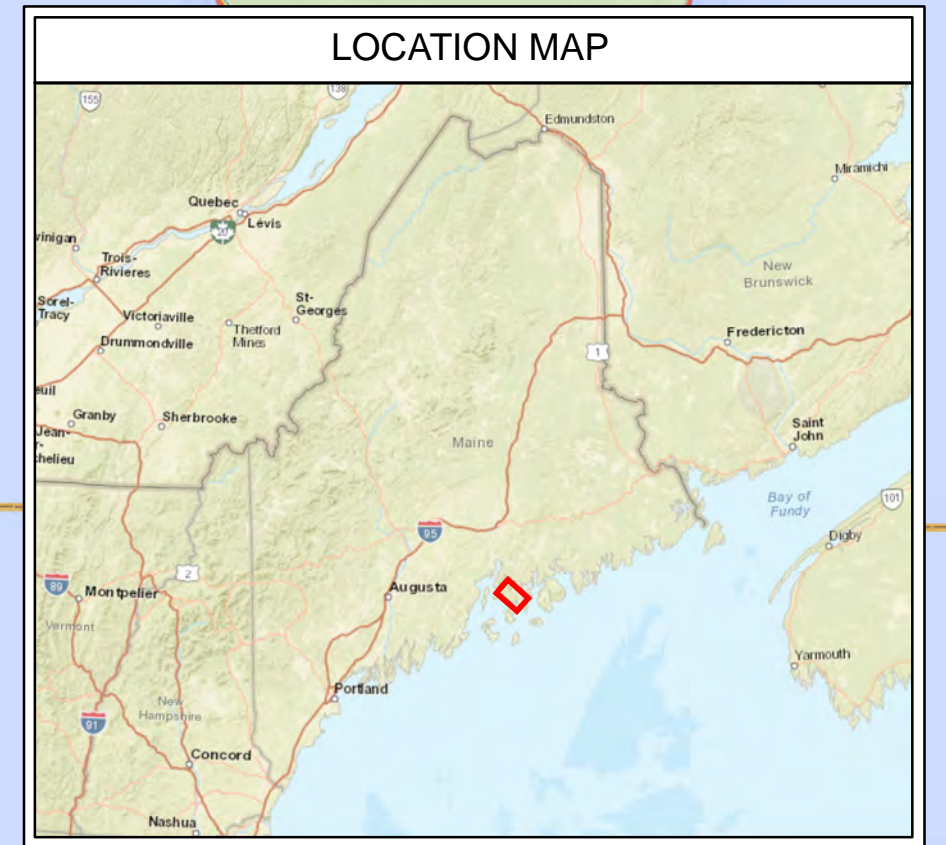 LOCATION MAP
155
138
Edmundston
Miramichi
Quebec
Lévis
20
winigan
Trois-
Rivieres
New
Brunswick
Sorel-
Tracy
Victoriaville
St-
Georges
Thetford
Mines
Drummondville
Fredericton
1
euil
Granby
Sherbrooke
Jean-
r-
chelieu
Maine
Saint
John
Bay of
Fundy
101
95
Digby
2
89
Montpelier
Augusta
Vermont
Yarmouth
Portland
New
Hampshire
91
Concord
Nashua